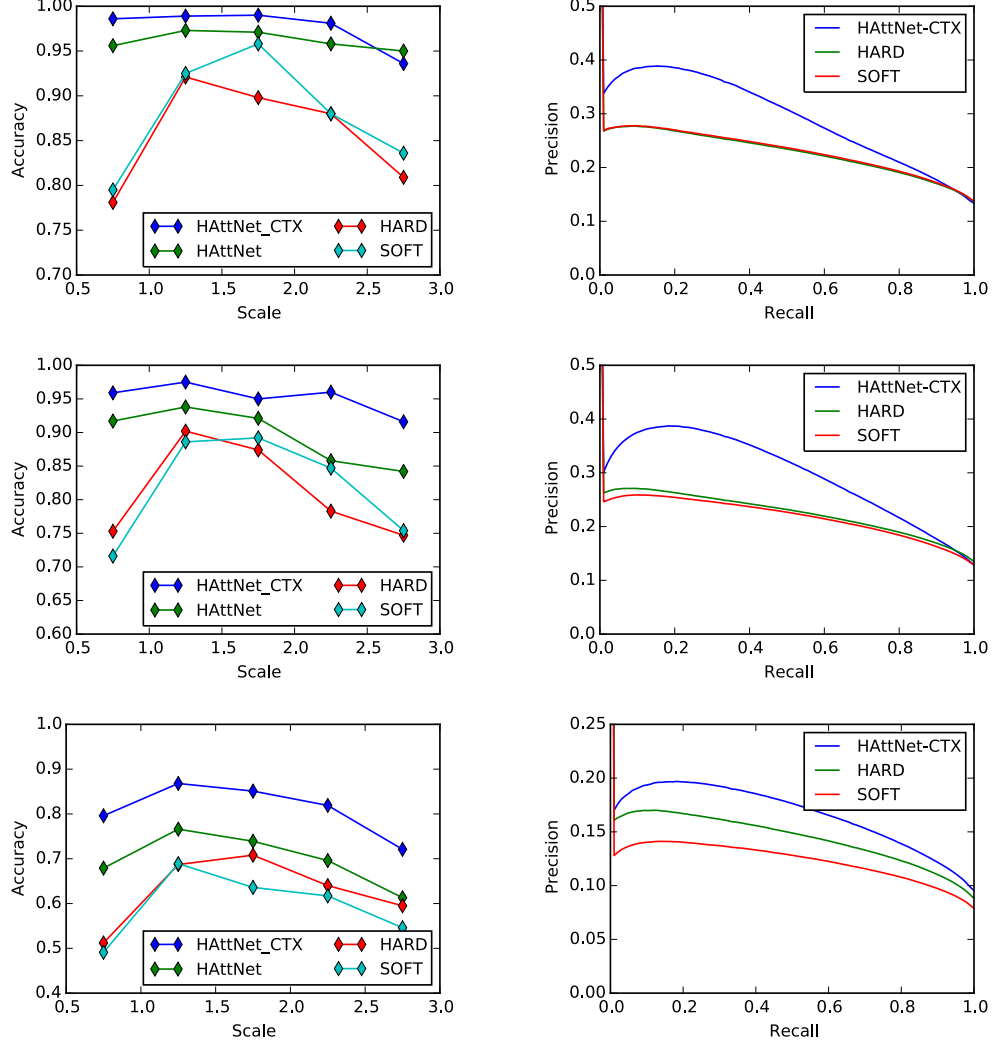 1.00
0.95
0.90
0.85
0.80
0.75
0.70
Accuracy
HAttNet_CTX
HAttNet
HARD
SOFT
0.5 1.0 1.5 2.0 2.5 3.0
Scale
0.5
0.4
0.3
0.2
0.1
0.0
Precision
HAttNet-CTX
HARD
SOFT
0.0 0.2 0.4 0.6 0.8 1.0
Recall
1.00
0.95
0.90
0.85
0.80
0.75
0.70
0.65
0.60
Accuracy
HAttNet_CTX
HAttNet
HARD
SOFT
0.5 1.0 1.5 2.0 2.5 3.0
Scale
0.5
0.4
0.3
0.2
0.1
0.0
Precision
HAttNet-CTX
HARD
SOFT
0.0 0.2 0.4 0.6 0.8 1.0
Recall
1.0
0.9
0.8
0.7
0.6
0.5
0.4
Accuracy
HAttNet_CTX
HAttNet
HARD
SOFT
0.5 1.0 1.5 2.0 2.5 3.0
Scale
0.25
0.20
0.15
0.10
0.05
0.00
Precision
HAttNet-CTX
HARD
SOFT
0.0 0.2 0.4 0.6 0.8 1.0
Recall